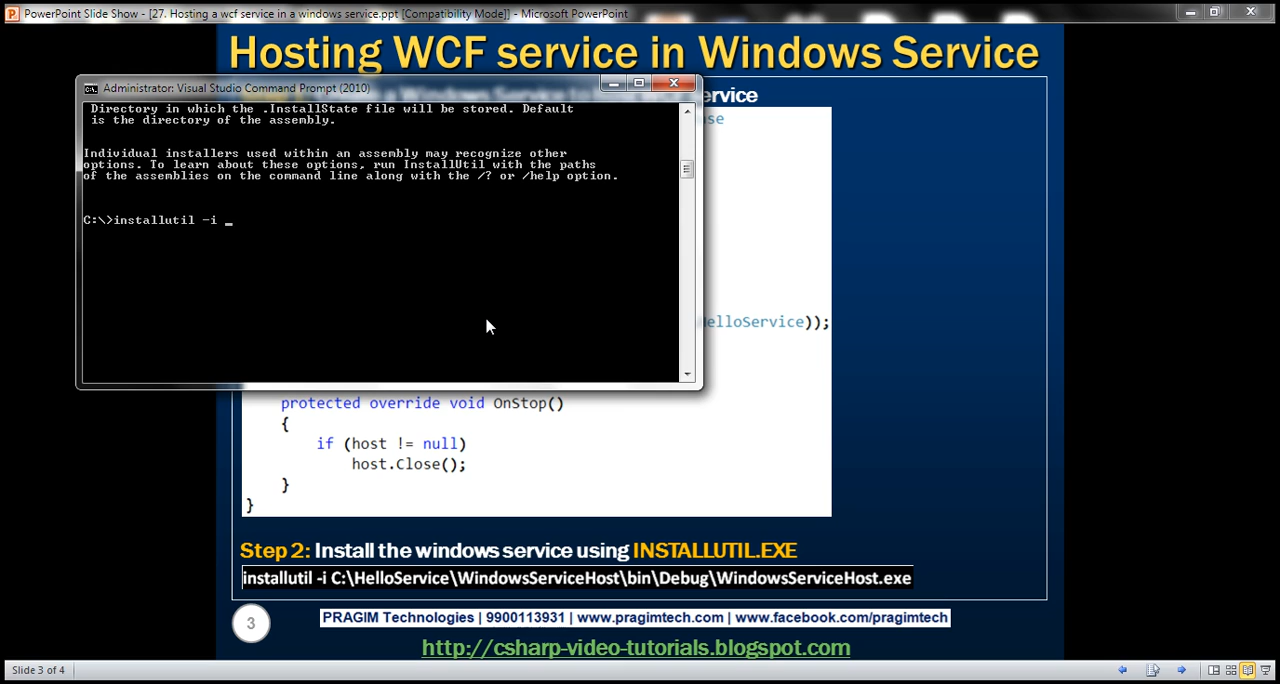 PowerPoint Slide Show - [27. Hosting a wcf service in a windows service.ppt [Compatibility Mode]] - Microsoft PowerPoint
Hosting WCF service in Windows Service
Administrator: Visual Studio Command Prompt (2010)
Directory in which the .InstallState file will be stored. Default
is the directory of the assembly.
Individual installers used within an assembly may recognize other
options. To learn about these options, run InstallUtil with the paths
of the assemblies on the command line along with the /? or /help option.
C:\>installutil -i _
HelloService));
protected override void OnStop()
{
if (host != null)
host.Close();
}
}
Step 2: Install the windows service using INSTALLUTIL.EXE
installutil -i C:\HelloService\WindowsServiceHost\bin\Debug\WindowsServiceHost.exe
3
PRAGIM Technologies | 9900113931 | www.pragimtech.com | www.facebook.com/pragimtech
http://csharp-video-tutorials.blogspot.com
Slide 3 of 4